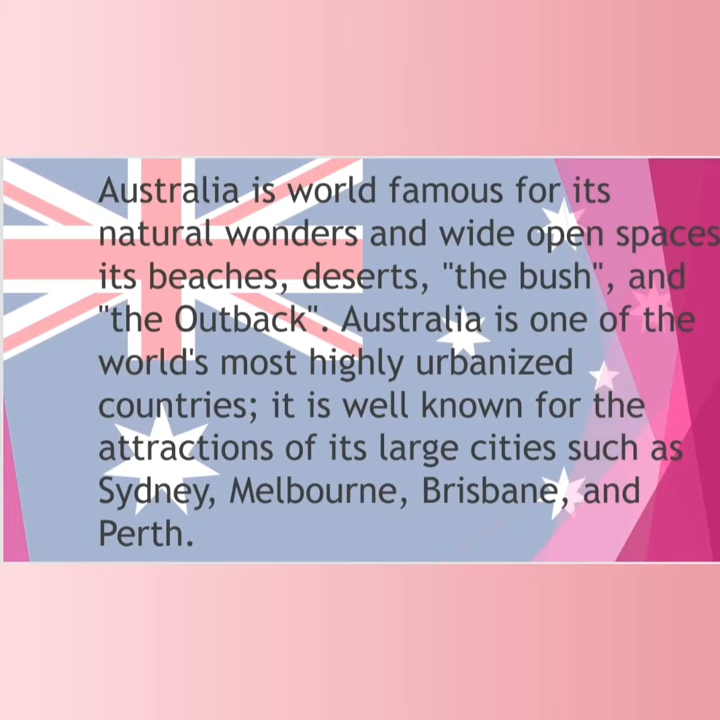 Australia is world famous for its
natural wonders and wide open spaces
its beaches, deserts, "the bush", and
"the Outback". Australia is one of the
world's most highly urbanized
countries; it is well known for the
attractions of its large cities such as
Sydney, Melbourne, Brisbane, and
Perth.